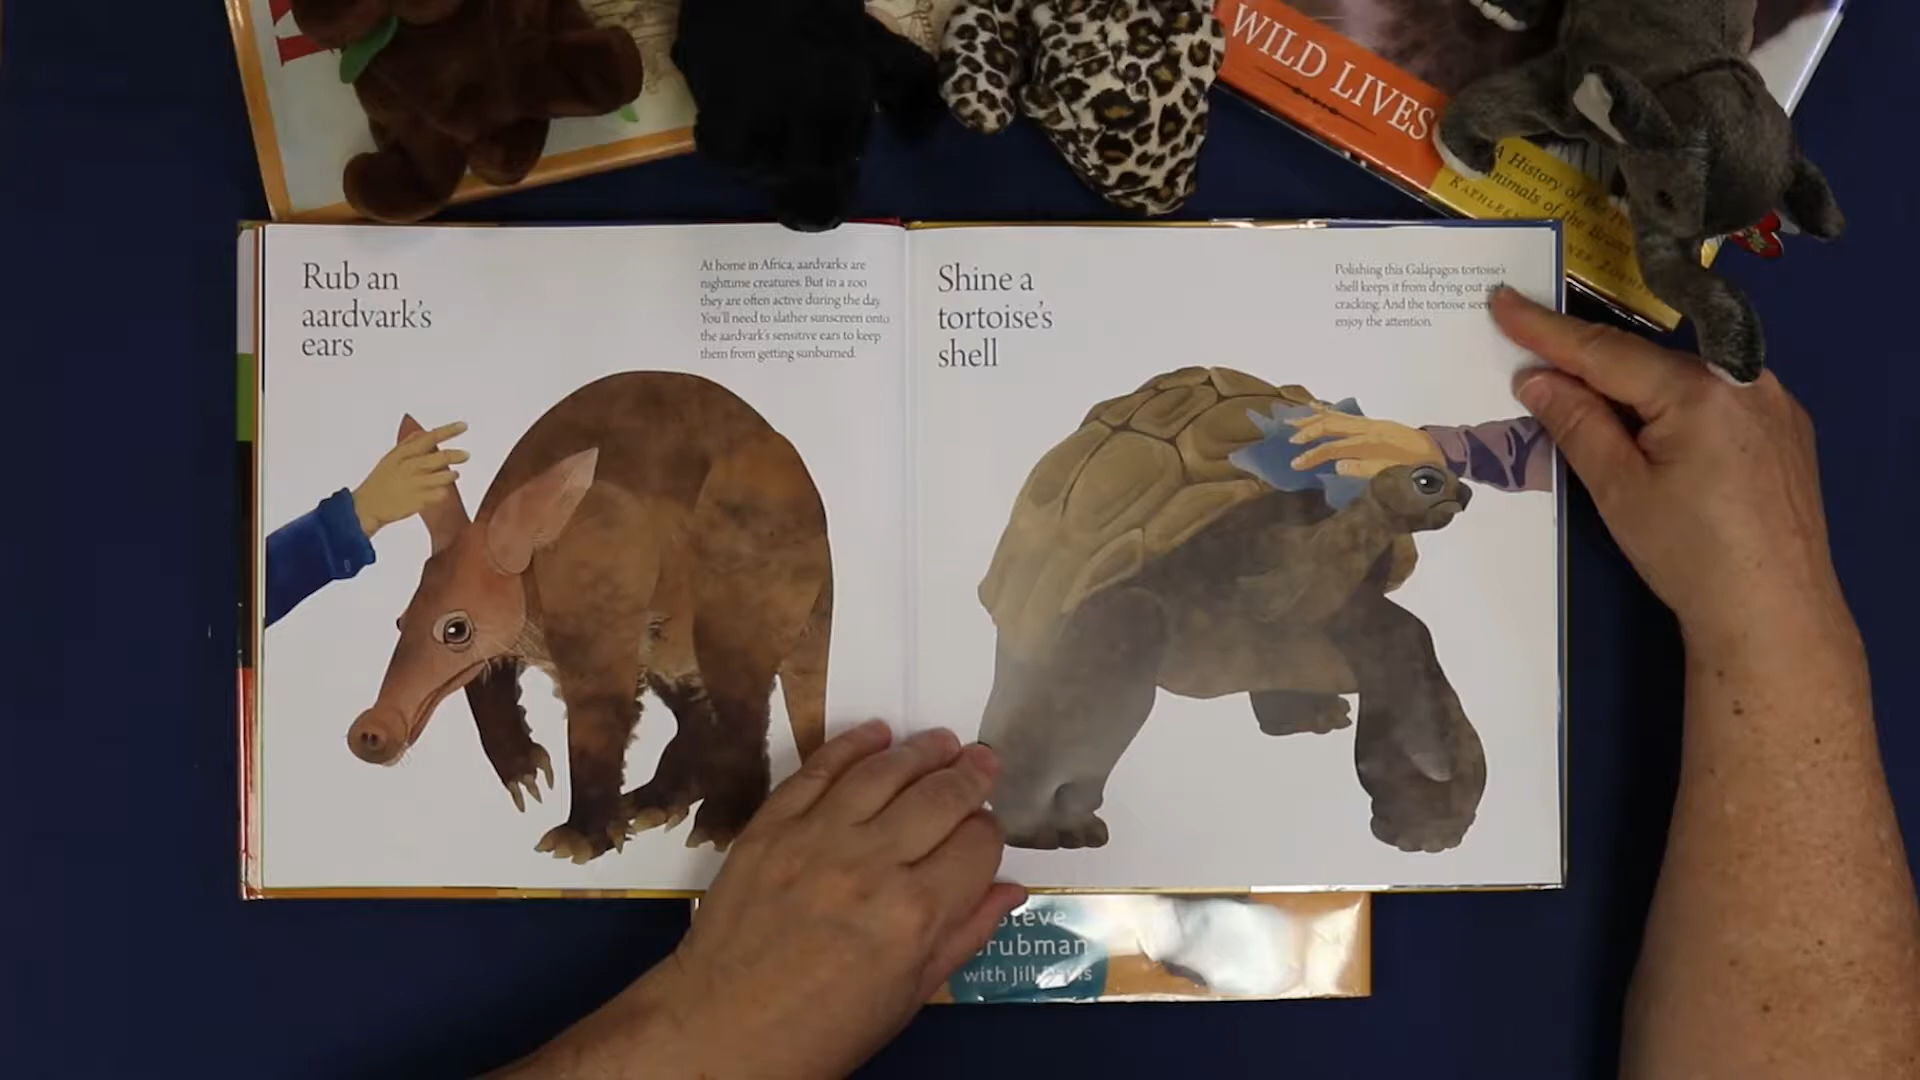 WILD LIVES
A History of the
Animals of the Bronx
Rub an
aardvark's
ears
At home in Africa, aardvarks are
nighttime creatures. But in a zoo
they are often active during the day.
You'll need to slather sunscreen onto
the aardvark's sensitive ears to keep
them from getting sunburned.
Shine a
tortoise's
shell
Polishing this Galápagos tortoise's
shell keeps it from drying out and
cracking. And the tortoise
enjoy the attention.
Steve
with Jill